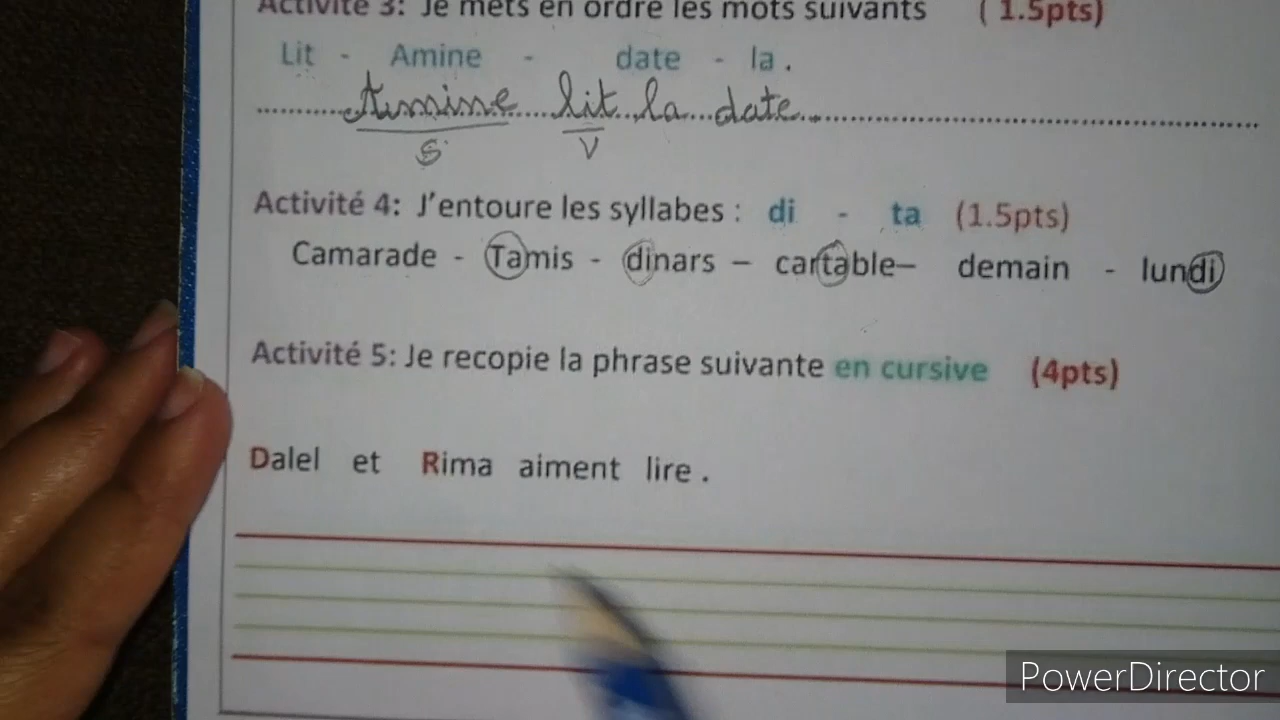 Activité 3: Je mets en ordre les mots suivants ( 1.5pts)
Lit - Amine - date - la .
Amine lit la date.
S V
Activité 4: J'entoure les syllabes : di - ta (1.5pts)
Camarade - Tamis - dinars – cartable– demain - lundi
Activité 5: Je recopie la phrase suivante en cursive (4pts)
Dalel et Rima aiment lire .
PowerDirector